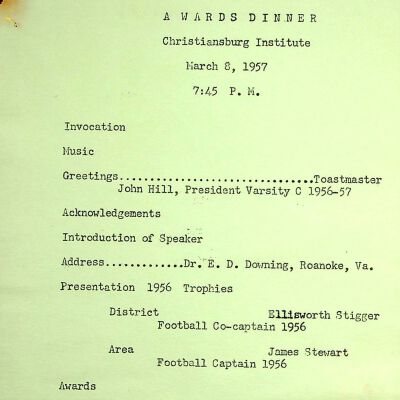 A W A R D S D I N N E R
Christiansburg Institute
March 8, 1957
7:45 P. M.
Invocation
Music
Greetings..............................Toastmaster
John Hill, President Varsity C 1956-57
Acknowledgements
Introduction of Speaker
Address............Dr. E. D. Downing, Roanoke, Va.
Presentation 1956 Trophies
District Ellisworth Stigger
Football Co-captain 1956
Area James Stewart
Football Captain 1956
Awards